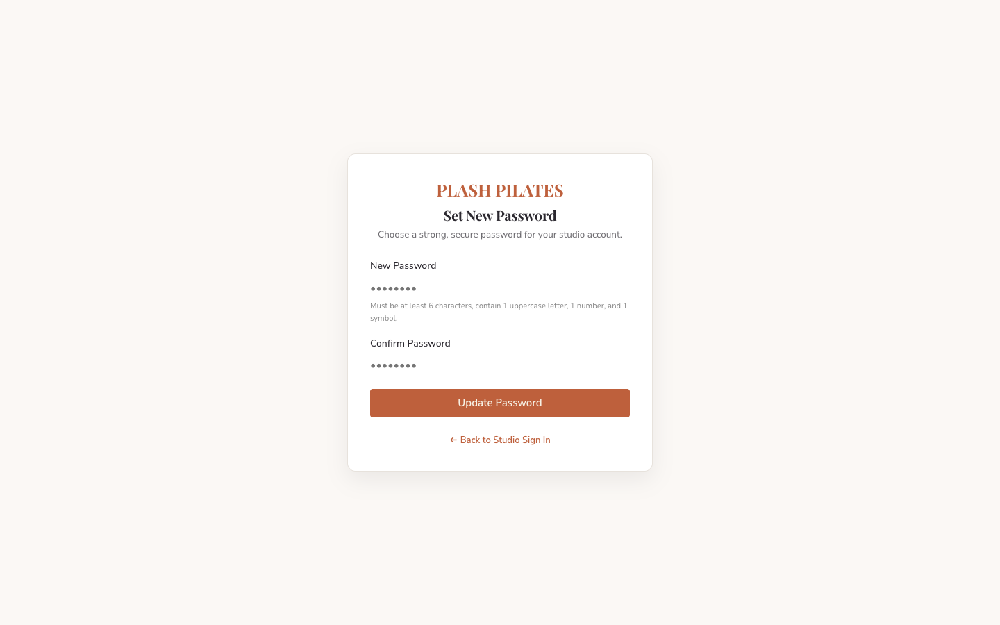 PLASH PILATES
Set New Password
Choose a strong, secure password for your studio account.
New Password
••••••••
Must be at least 6 characters, contain 1 uppercase letter, 1 number, and 1
symbol.
Confirm Password
••••••••
Update Password
← Back to Studio Sign In